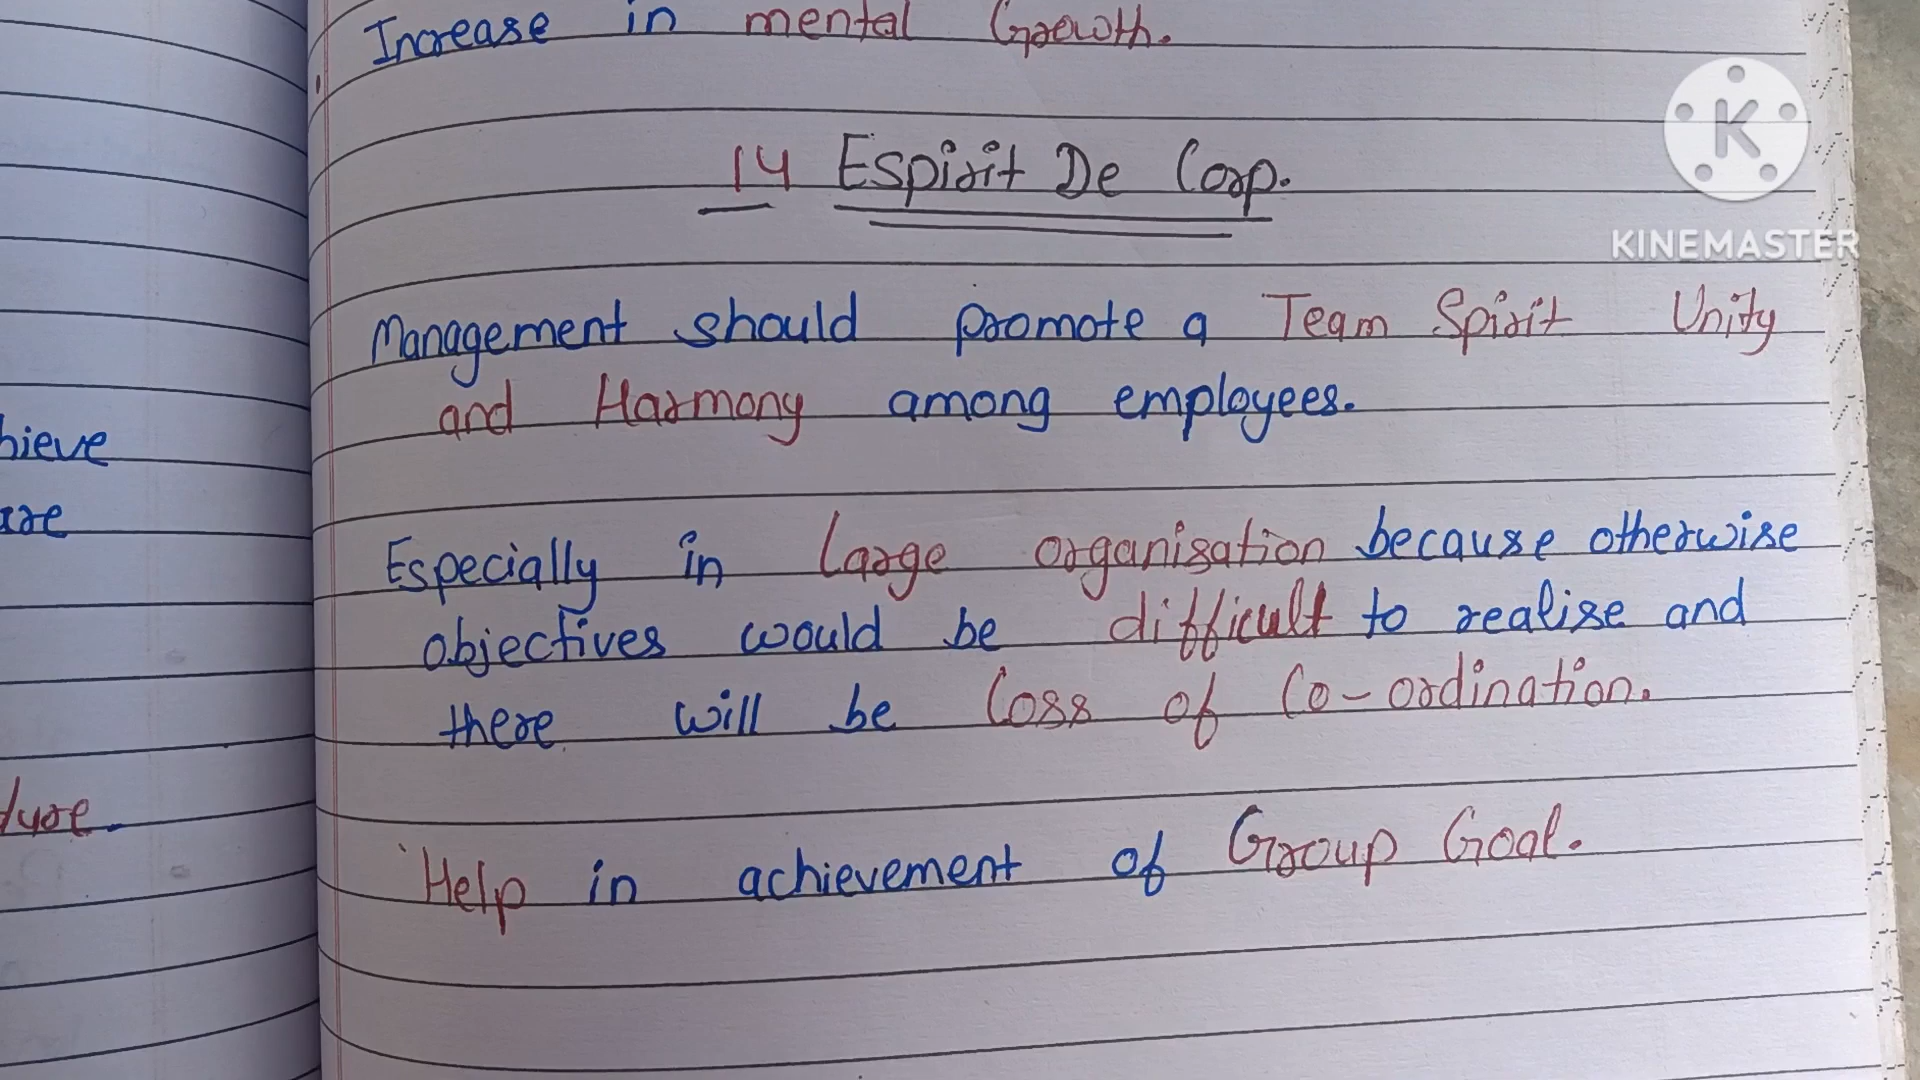 Increase in mental Growth.
14 Espirit De Corp.
Management should promote a Team Spirit Unity
and Harmony among employees.
Especially in Large organisation because otherwise
objectives would be difficult to realise and
there will be Loss of Co-ordination.
Help in achievement of Group Goal.
hieve
are
K
KINEMASTER